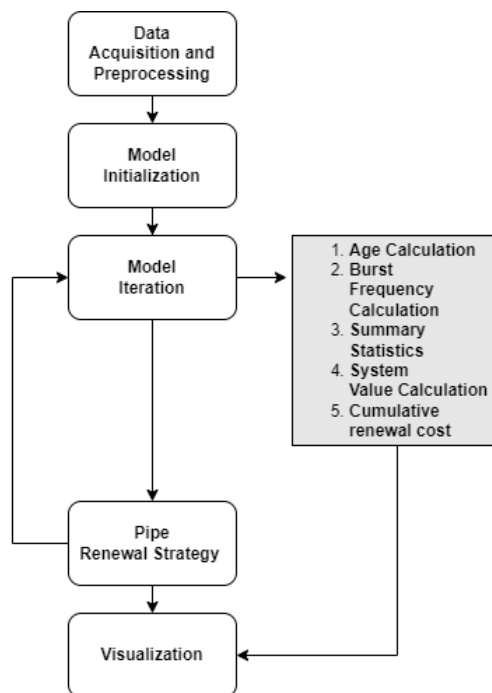 Data
Acquisition and
Preprocessing
Model
Initialization
Model
Iteration
1. Age Calculation
2. Burst
Frequency
Calculation
3. Summary
Statistics
4. System
Value Calculation
5. Cumulative
renewal cost
Pipe
Renewal Strategy
Visualization